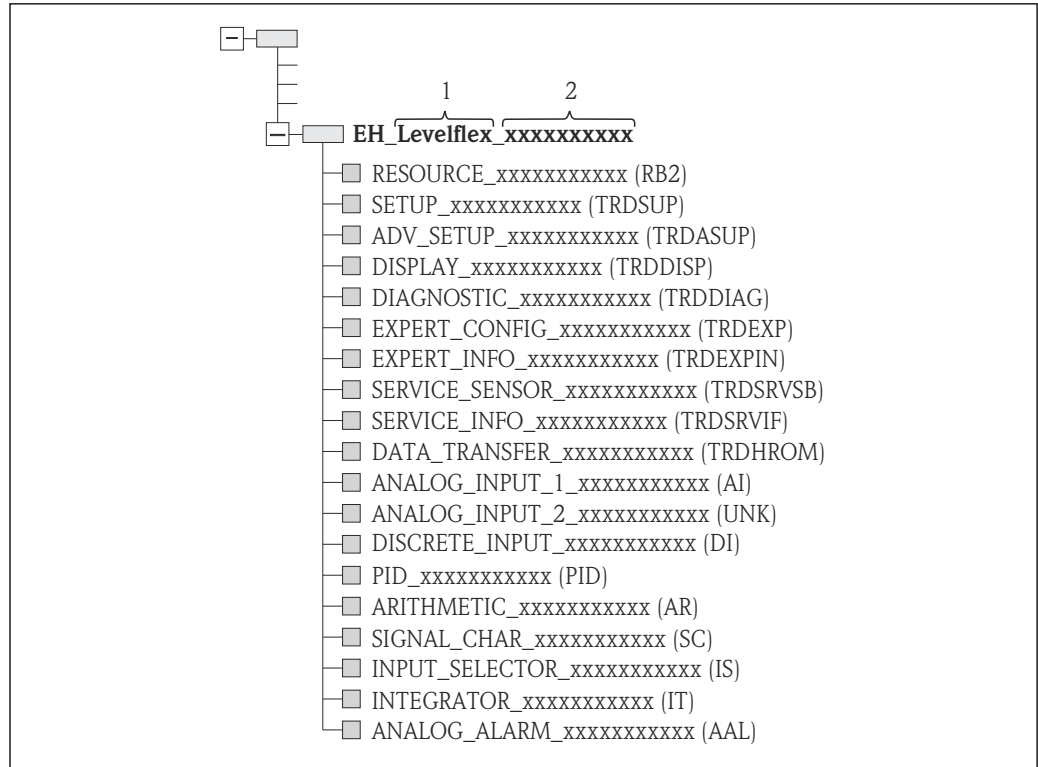 1 2
EH_Levelflex_xxxxxxxxxx
RESOURCE_xxxxxxxxxxx (RB2)
SETUP_xxxxxxxxxxx (TRDSUP)
ADV_SETUP_xxxxxxxxxxx (TRDASUP)
DISPLAY_xxxxxxxxxxx (TRDDISP)
DIAGNOSTIC_xxxxxxxxxxx (TRDDIAG)
EXPERT_CONFIG_xxxxxxxxxxx (TRDEXP)
EXPERT_INFO_xxxxxxxxxxx (TRDEXPIN)
SERVICE_SENSOR_xxxxxxxxxxx (TRDSRVSB)
SERVICE_INFO_xxxxxxxxxxx (TRDSRVIF)
DATA_TRANSFER_xxxxxxxxxxx (TRDHROM)
ANALOG_INPUT_1_xxxxxxxxxxx (AI)
ANALOG_INPUT_2_xxxxxxxxxxx (UNK)
DISCRETE_INPUT_xxxxxxxxxxx (DI)
PID_xxxxxxxxxxx (PID)
ARITHMETIC_xxxxxxxxxxx (AR)
SIGNAL_CHAR_xxxxxxxxxxx (SC)
INPUT_SELECTOR_xxxxxxxxxxx (IS)
INTEGRATOR_xxxxxxxxxxx (IT)
ANALOG_ALARM_xxxxxxxxxxx (AAL)